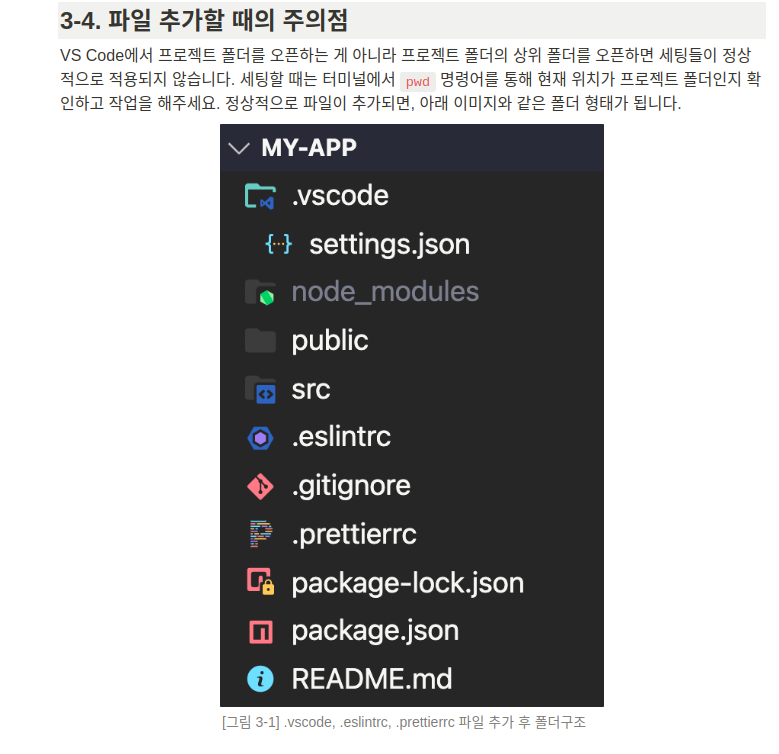 3-4. 파일 추가할 때의 주의점
VS Code에서 프로젝트 폴더를 오픈하는 게 아니라 프로젝트 폴더의 상위 폴더를 오픈하면 세팅들이 정상
적으로 적용되지 않습니다. 세팅할 때는 터미널에서 pwd 명령어를 통해 현재 위치가 프로젝트 폴더인지 확
인하고 작업을 해주세요. 정상적으로 파일이 추가되면, 아래 이미지와 같은 폴더 형태가 됩니다.
MY-APP
.vscode
settings.json
node_modules
public
src
.eslintrc
.gitignore
.prettierrc
package-lock.json
package.json
README.md
[그림 3-1] .vscode, .eslintrc, .prettierrc 파일 추가 후 폴더구조